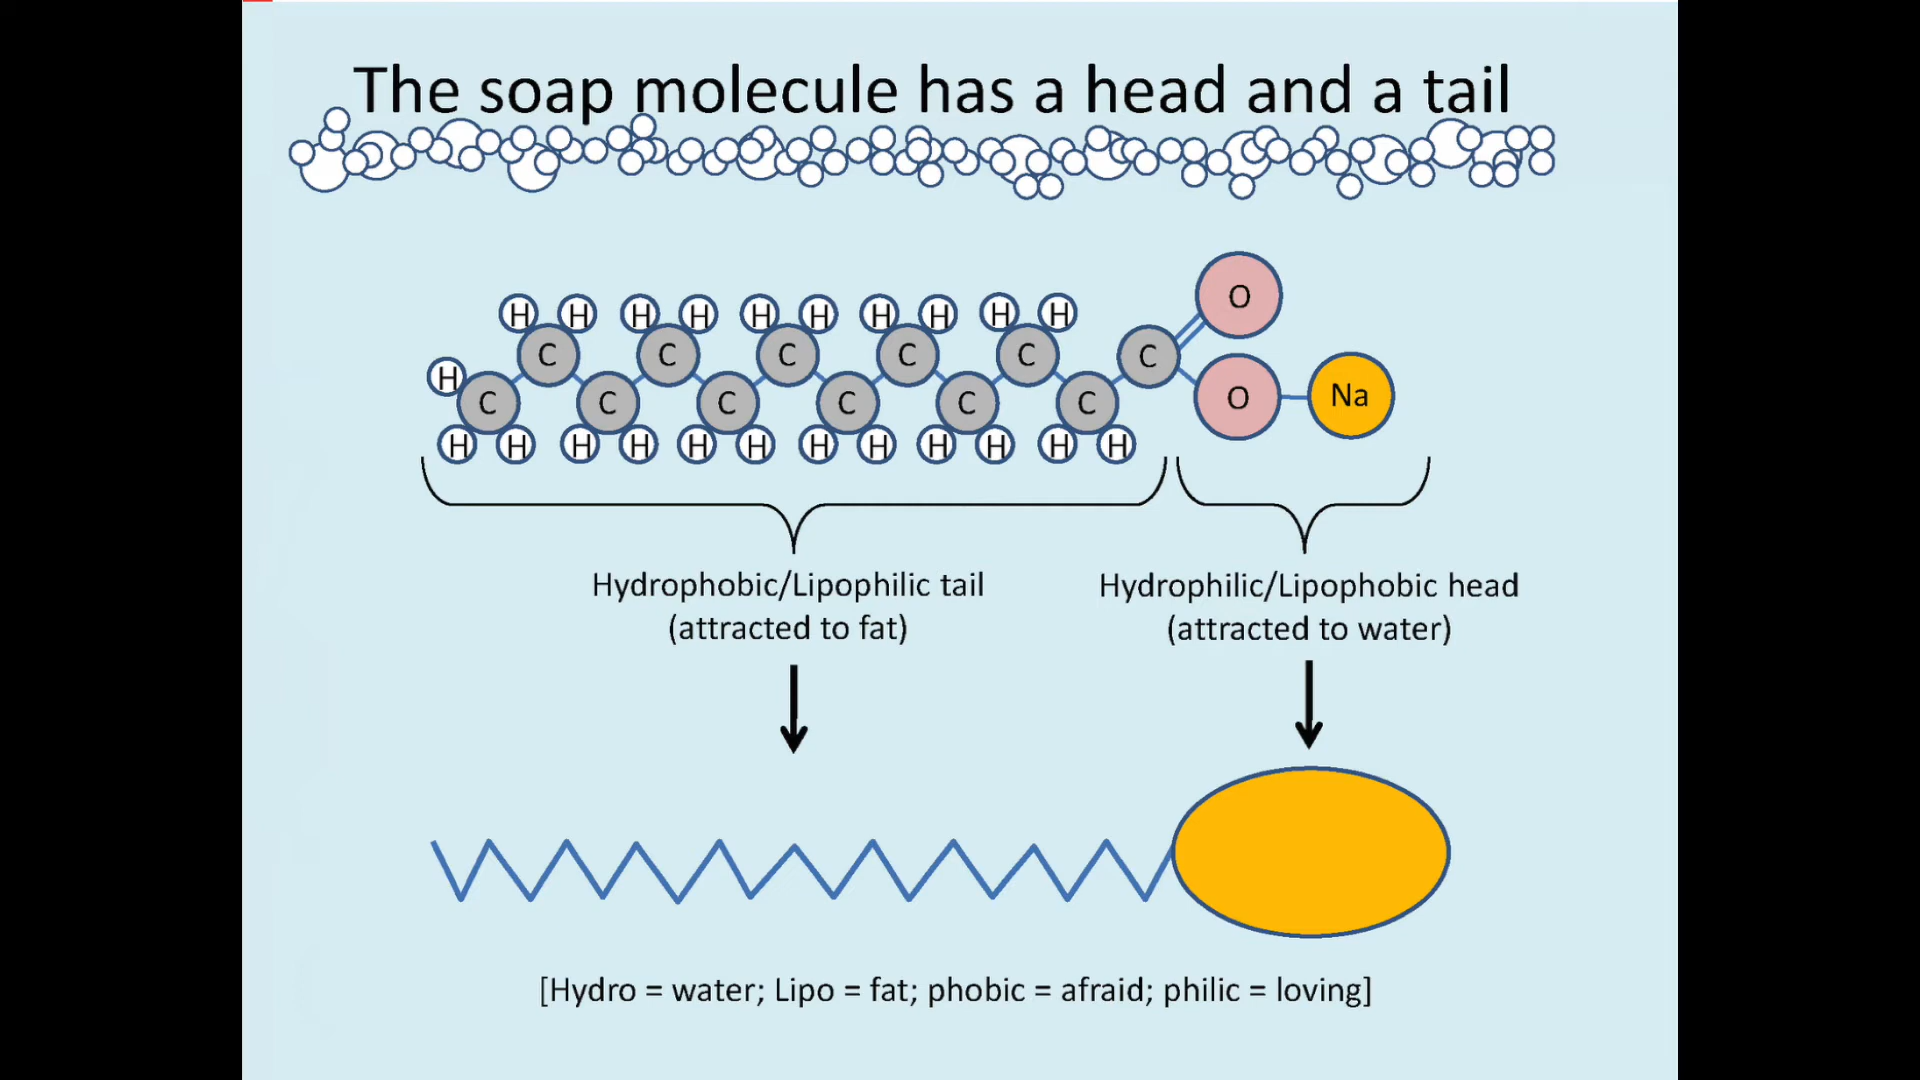 The soap molecule has a head and a tail
O
H H H H H H H H H H
C C C C C C
H
C C C C C C O Na
H H H H H H H H H H H H
Hydrophobic/Lipophilic tail
(attracted to fat)
Hydrophilic/Lipophobic head
(attracted to water)
[Hydro = water; Lipo = fat; phobic = afraid; philic = loving]